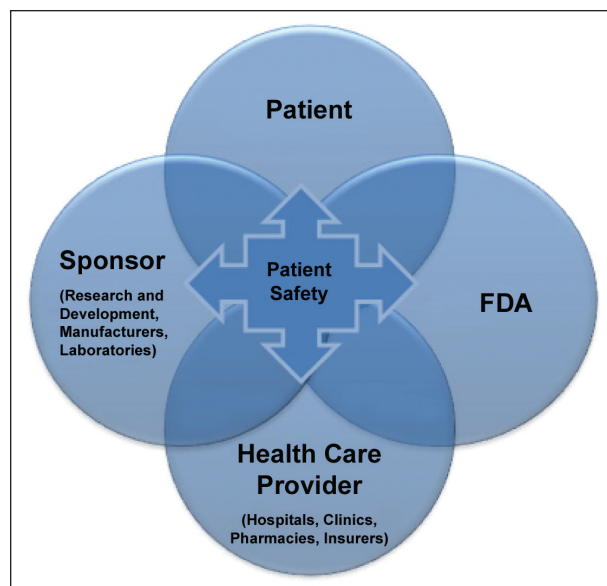 Patient
Sponsor
(Research and
Development,
Manufacturers,
Laboratories)
Patient
Safety
FDA
Health Care
Provider
(Hospitals, Clinics,
Pharmacies, Insurers)